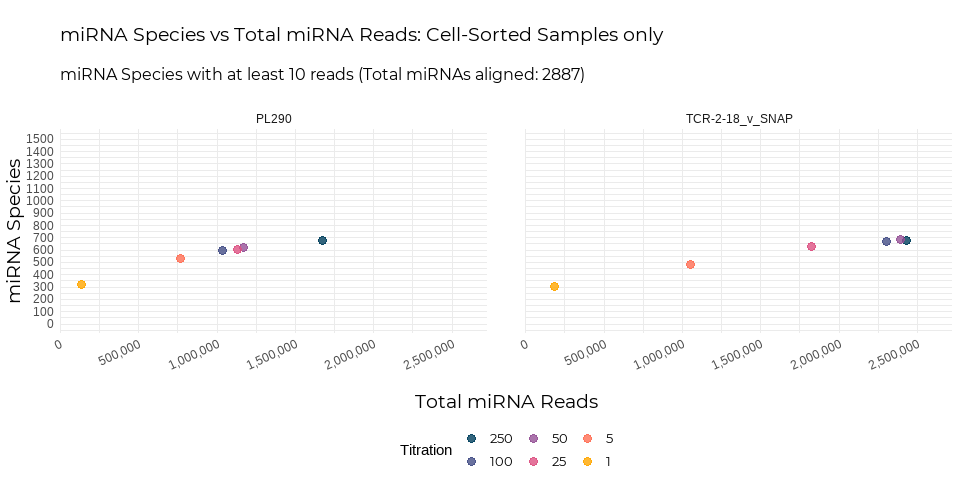 miRNA Species vs Total miRNA Reads: Cell-Sorted Samples only
miRNA Species with at least 10 reads (Total miRNAs aligned: 2887)
PL290
TCR-2-18_v_SNAP
miRNA Species
1500
1400
1300
1200
1100
1000
900
800
700
600
500
400
300
200
100
0
0 500,000 1,000,000 1,500,000 2,000,000 2,500,000
0 500,000 1,000,000 1,500,000 2,000,000 2,500,000
Total miRNA Reads
Titration
250 50 5
100 25 1